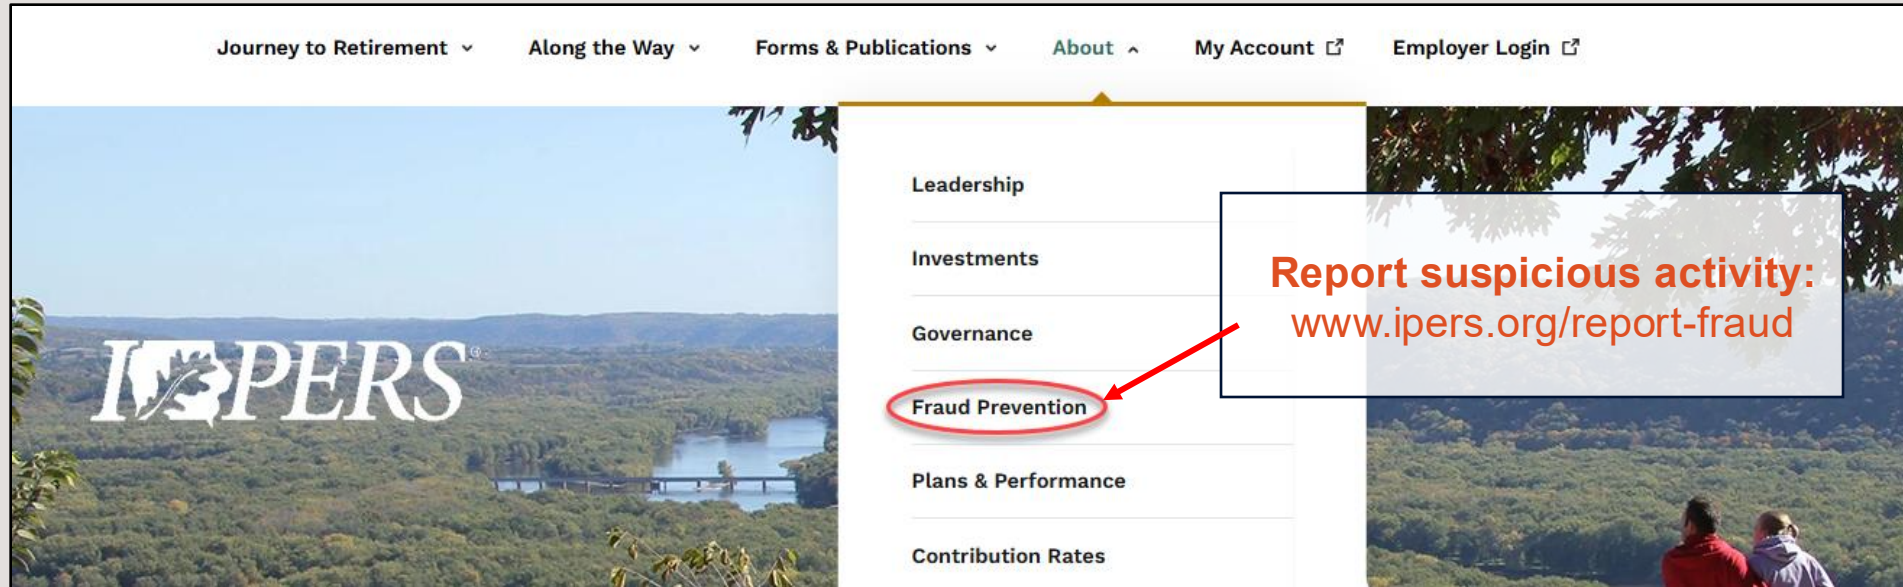 Journey to Retirement
Along the Way
Forms & Publications
About
My Account
Employer Login
Leadership
Investments
Governance
Fraud Prevention
Plans & Performance
Contribution Rates
Report suspicious activity:
www.ipers.org/report-fraud
IPERS®